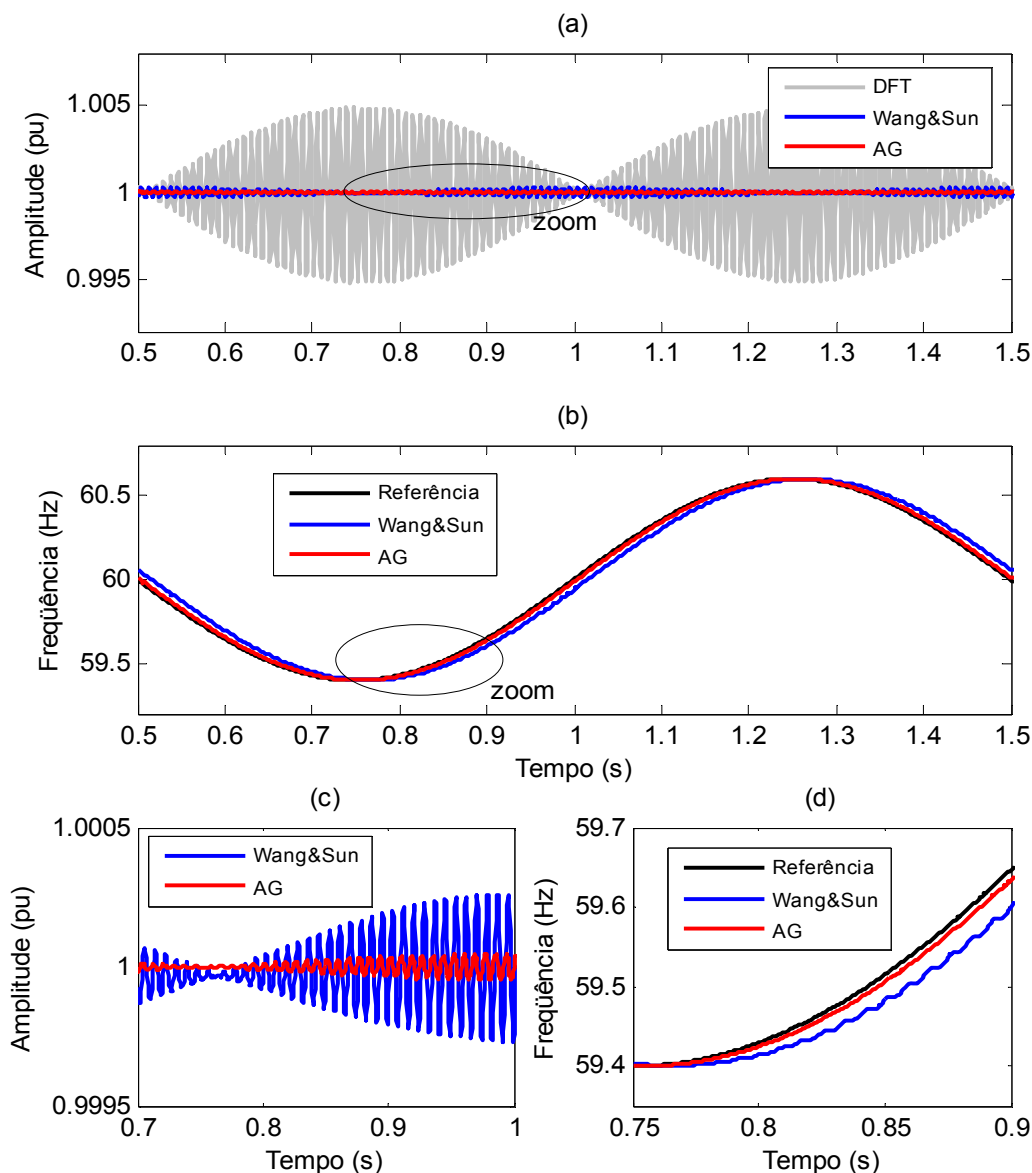 (a)
Amplitude (pu)
1.005
1
0.995
DFT
Wang&Sun
AG
zoom
0.5 0.6 0.7 0.8 0.9 1 1.1 1.2 1.3 1.4 1.5
(b)
Freqüência (Hz)
60.5
60
59.5
Referência
Wang&Sun
AG
zoom
0.5 0.6 0.7 0.8 0.9 1 1.1 1.2 1.3 1.4 1.5
Tempo (s)
(c)
Amplitude (pu)
1.0005
1
0.9995
Wang&Sun
AG
0.7 0.8 0.9 1
Tempo (s)
(d)
Freqüência (Hz)
59.7
59.6
59.5
59.4
Referência
Wang&Sun
AG
0.75 0.8 0.85 0.9
Tempo (s)